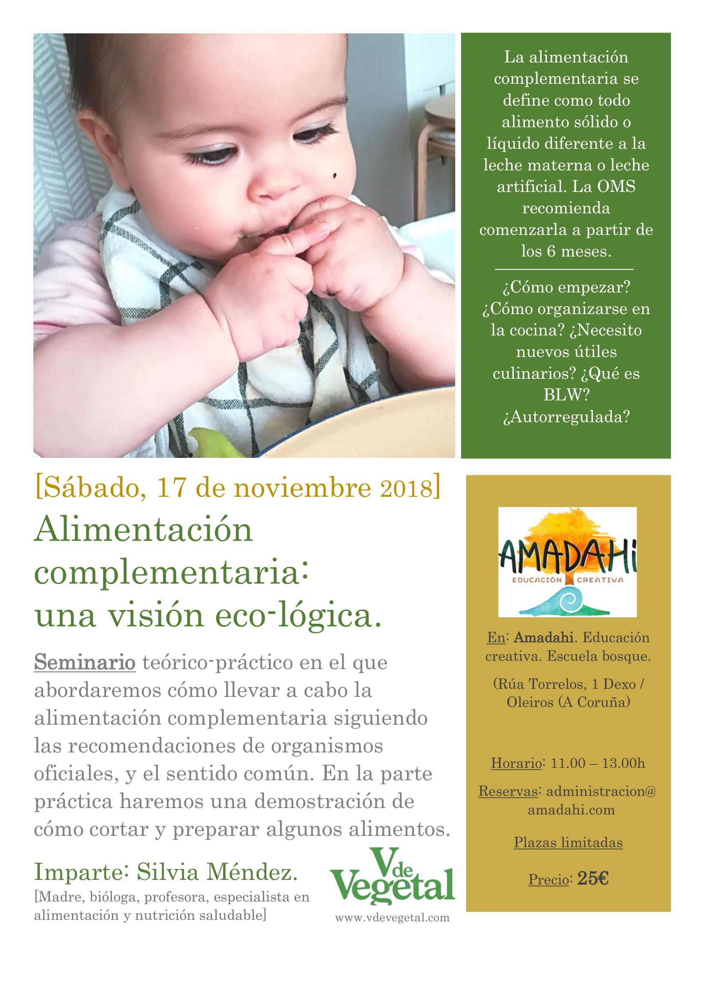 La alimentación
complementaria se
define como todo
alimento sólido o
líquido diferente a la
leche materna o leche
artificial. La OMS
recomienda
comenzarla a partir de
los 6 meses.
¿Cómo empezar?
¿Cómo organizarse en
la cocina? ¿Necesito
nuevos útiles
culinarios? ¿Qué es
BLW?
¿Autorregulada?
[Sábado, 17 de noviembre 2018]
Alimentación
complementaria:
una visión eco-lógica.
Seminario teórico-práctico en el que
abordaremos cómo llevar a cabo la
alimentación complementaria siguiendo
las recomendaciones de organismos
oficiales, y el sentido común. En la parte
práctica haremos una demostración de
cómo cortar y preparar algunos alimentos.
Imparte: Silvia Méndez.
[Madre, bióloga, profesora, especialista en
alimentación y nutrición saludable]
V de
Vegetal
www.vdevegetal.com
AMADAHi
EDUCACIÓN CREATIVA
En: Amadahi. Educación
creativa. Escuela bosque.
(Rúa Torrelos, 1 Dexo /
Oleiros (A Coruña)
Horario: 11.00 – 13.00h
Reservas: administracion@
amadahi.com
Plazas limitadas
Precio: 25€